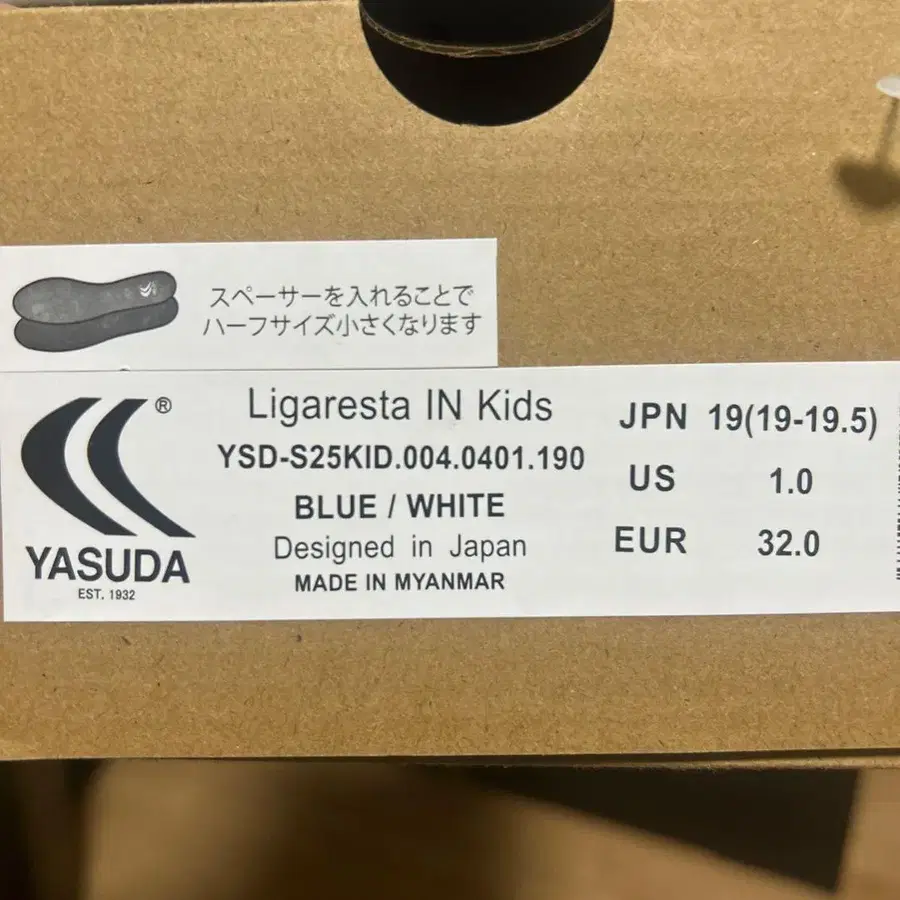 スペーサーを入れることで
ハーフサイズ小さくなります
®
YASUDA
EST. 1932
Ligaresta IN Kids
YSD-S25KID.004.0401.190
BLUE / WHITE
Designed in Japan
MADE IN MYANMAR
JPN 19(19-19.5)
US 1.0
EUR 32.0